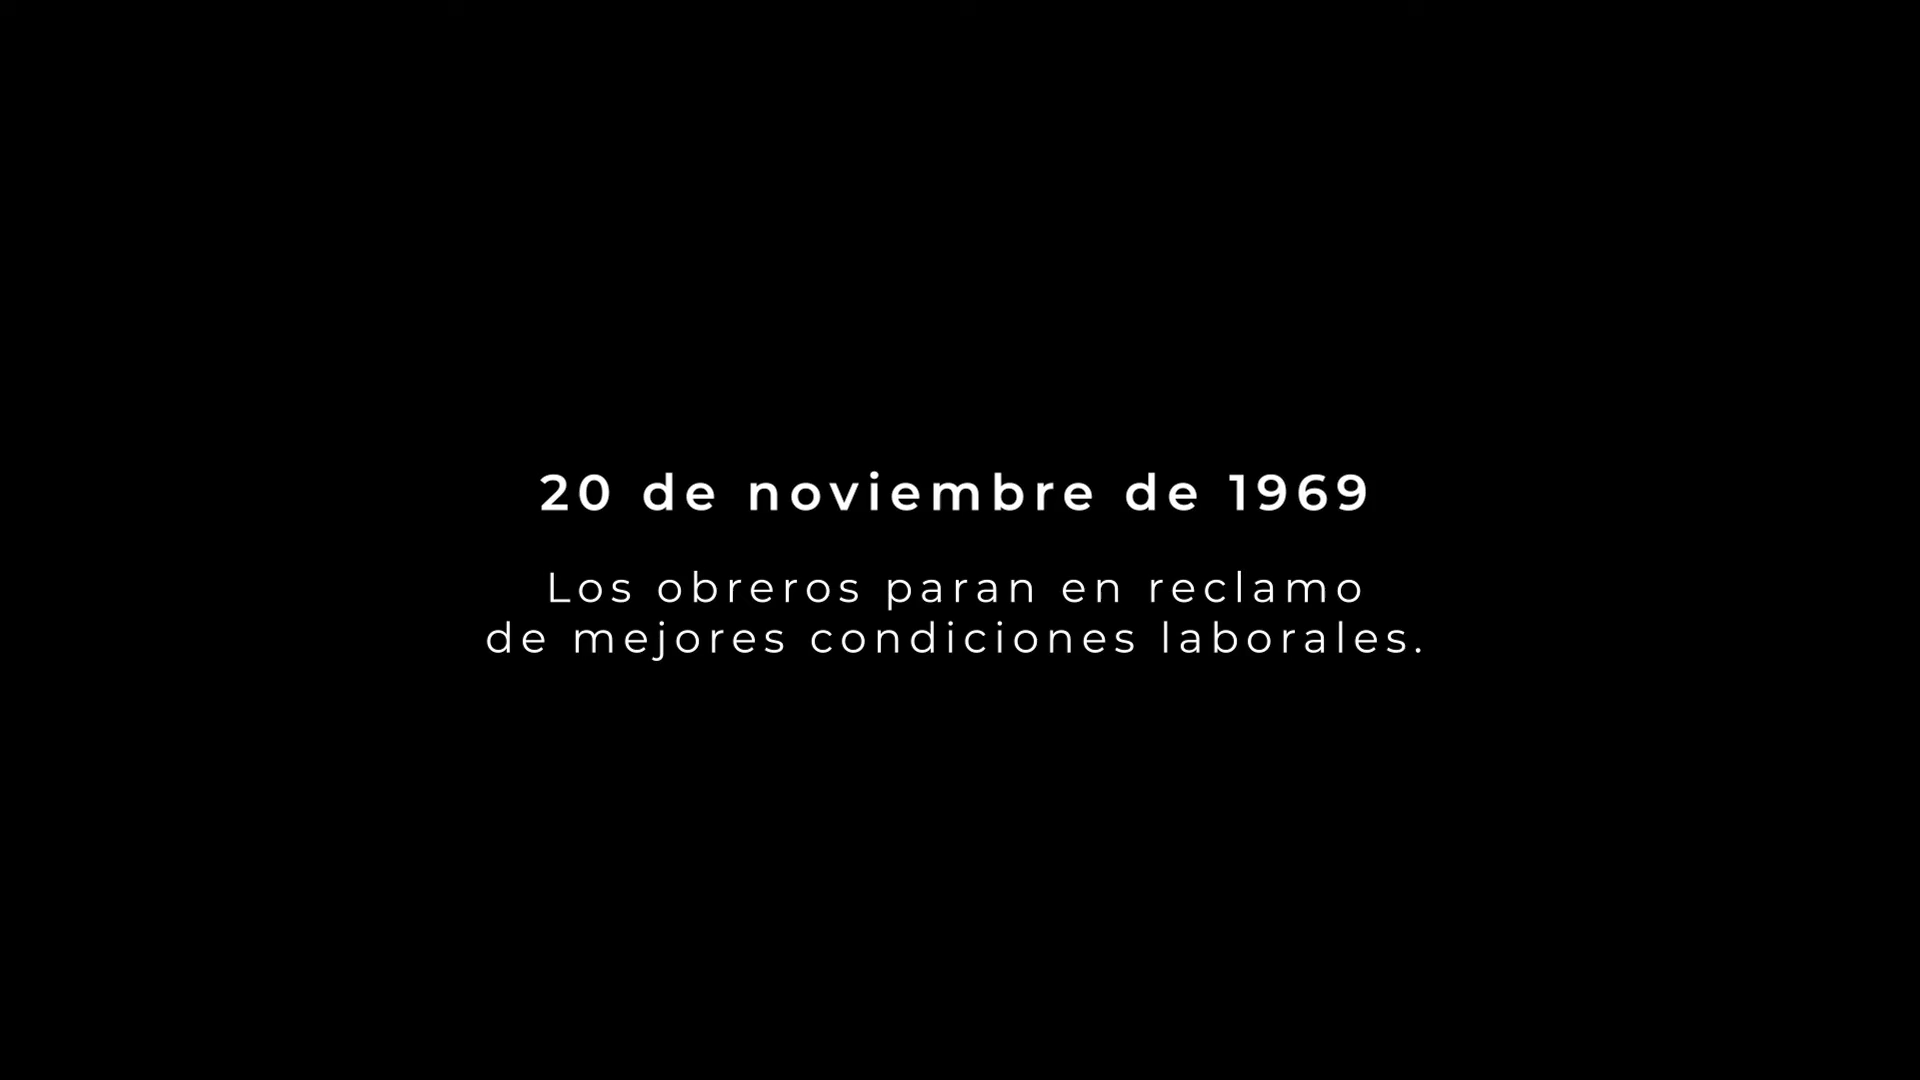 20 de noviembre de 1969
Los obreros paran en reclamo
de mejores condiciones laborales.